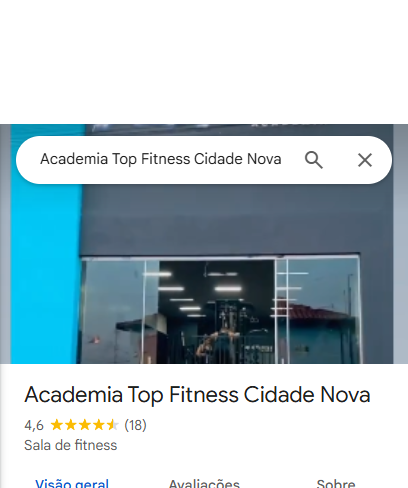 Academia Top Fitness Cidade Nova
Academia Top Fitness Cidade Nova
4,6 (18)
Sala de fitness
Visão geral Avaliações Sobre